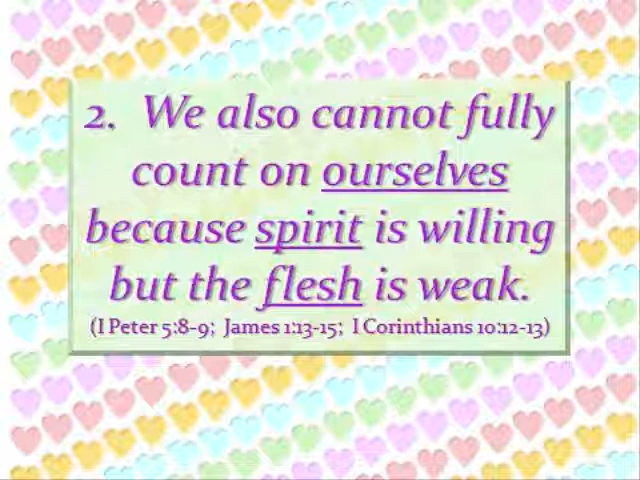 2. We also cannot fully
count on ourselves
because spirit is willing
but the flesh is weak.
(I Peter 5:8-9; James 1:13-15; I Corinthians 10:12-13)